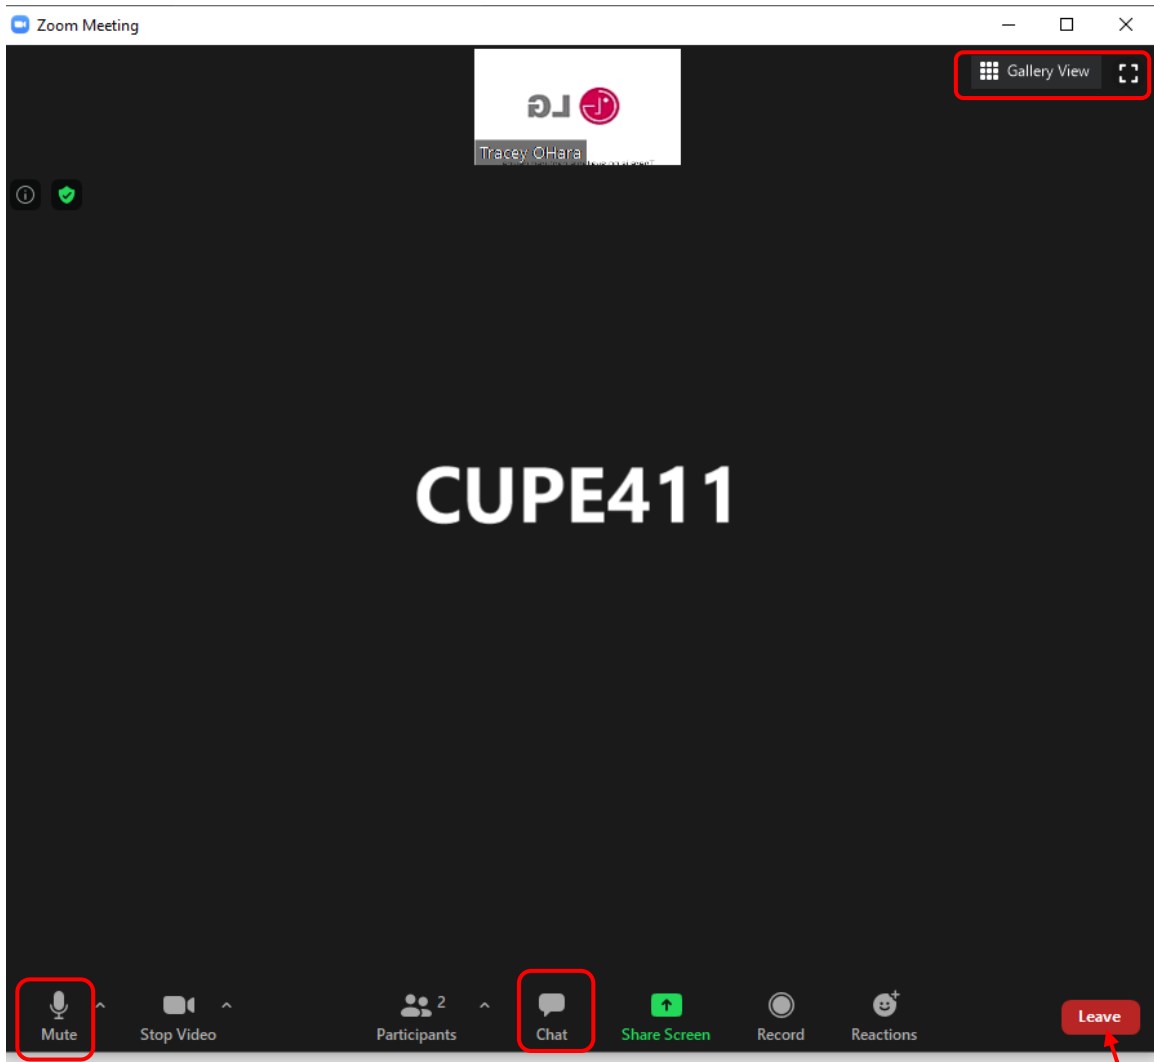 Zoom Meeting
Gallery View
LG
Tracey OHara
CUPE411
2
Mute
Stop Video
Participants
Chat
Share Screen
Record
Reactions
Leave